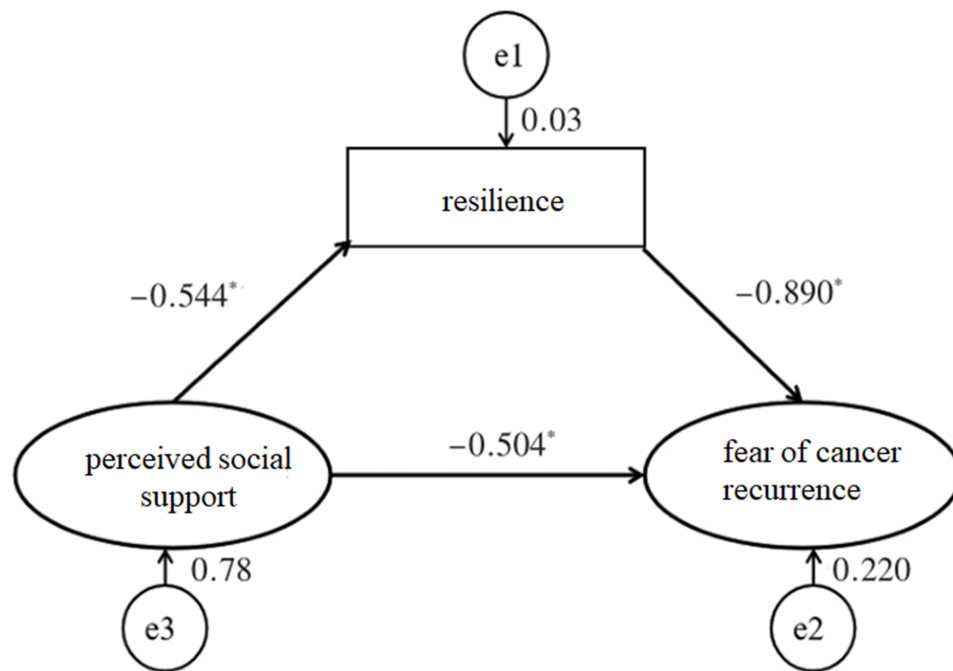 e1
0.03
resilience
−0.544*
−0.890*
perceived social
support
−0.504*
fear of cancer
recurrence
0.78
0.220
e3
e2